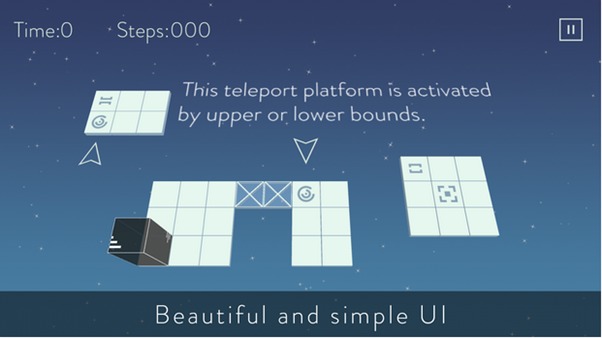 Time:0 Steps:000
This teleport platform is activated
by upper or lower bounds.
Beautiful and simple UI